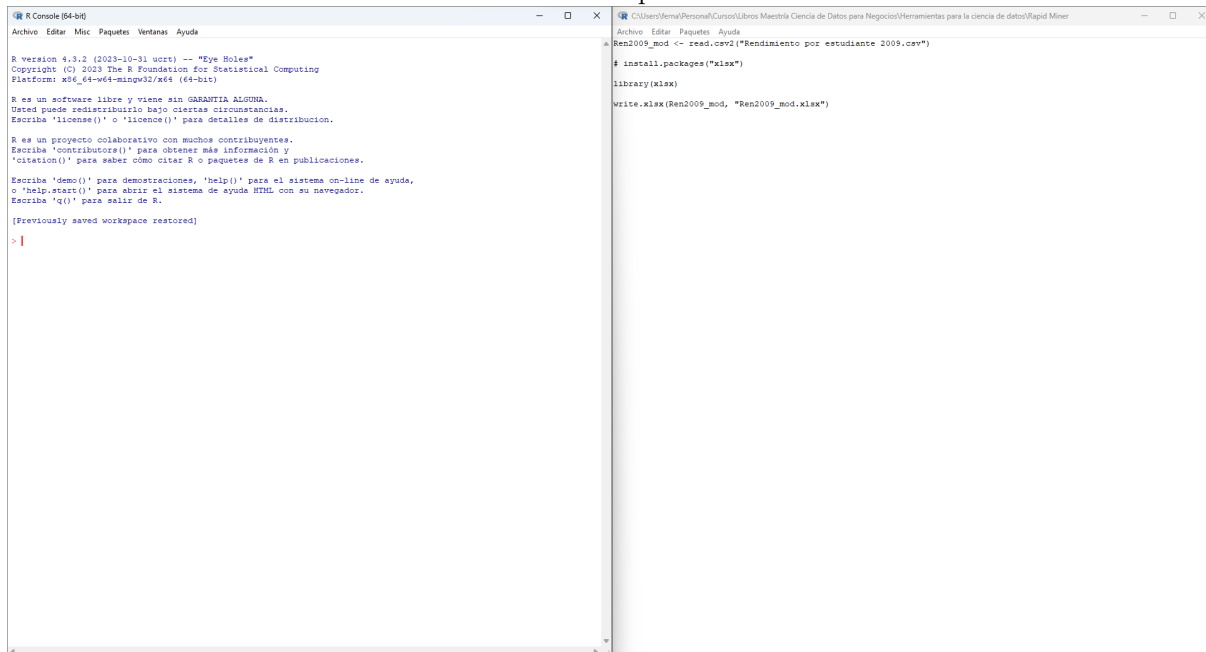 R Console (64-bit)
Archivo Editar Misc Paquetes Ventanas Ayuda
R version 4.3.2 (2023-10-31 ucrt) -- "Eye Holes"
Copyright (C) 2023 The R Foundation for Statistical Computing
Platform: x86_64-w64-mingw32/x64 (64-bit)
R es un software libre y viene sin GARANTIA ALGUNA.
Usted puede redistribuirlo bajo ciertas circunstancias.
Escriba 'license()' o 'licence()' para detalles de distribucion.
R es un proyecto colaborativo con muchos contribuyentes.
Escriba 'contributors()' para obtener más información y
'citation()' para saber cómo citar R o paquetes de R en publicaciones.
Escriba 'demo()' para demostraciones, 'help()' para el sistema on-line de ayuda,
o 'help.start()' para abrir el sistema de ayuda HTML con su navegador.
Escriba 'q()' para salir de R.
[Previously saved workspace restored]
>
C:\Users\ferna\Personal\Cursos\Libros Maestría Ciencia de Datos para Negocios\Herramientas para la ciencia de datos\Rapid Miner
Archivo Editar Paquetes Ayuda
Ren2009_mod <- read.csv2("Rendimiento por estudiante 2009.csv")
# install.packages("xlsx")
library(xlsx)
write.xlsx(Ren2009_mod, "Ren2009_mod.xlsx")